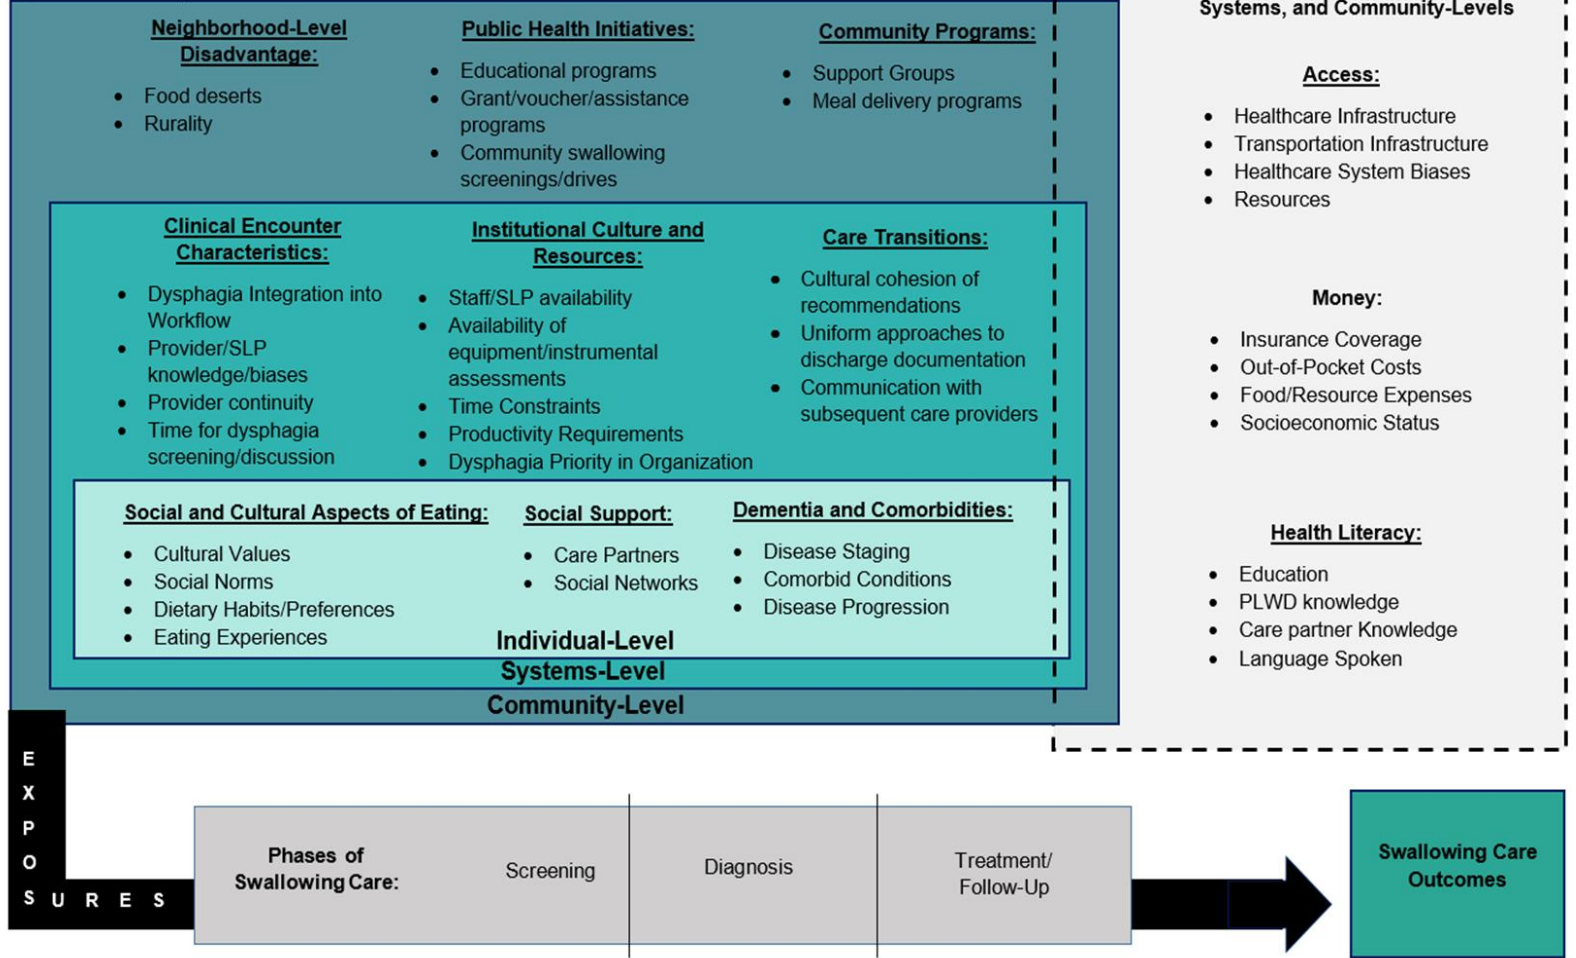 Neighborhood-Level
Disadvantage:
• Food deserts
• Rurality
Public Health Initiatives:
• Educational programs
• Grant/voucher/assistance
programs
• Community swallowing
screenings/drives
Community Programs:
• Support Groups
• Meal delivery programs
Clinical Encounter
Characteristics:
• Dysphagia Integration into
Workflow
• Provider/SLP
knowledge/biases
• Provider continuity
• Time for dysphagia
screening/discussion
Institutional Culture and
Resources:
• Staff/SLP availability
• Availability of
equipment/instrumental
assessments
• Time Constraints
• Productivity Requirements
• Dysphagia Priority in Organization
Care Transitions:
• Cultural cohesion of
recommendations
• Uniform approaches to
discharge documentation
• Communication with
subsequent care providers
Social and Cultural Aspects of Eating:
• Cultural Values
• Social Norms
• Dietary Habits/Preferences
• Eating Experiences
Social Support:
• Care Partners
• Social Networks
Dementia and Comorbidities:
• Disease Staging
• Comorbid Conditions
• Disease Progression
Individual-Level
Systems-Level
Community-Level
Systems, and Community-Levels
Access:
• Healthcare Infrastructure
• Transportation Infrastructure
• Healthcare System Biases
• Resources
Money:
• Insurance Coverage
• Out-of-Pocket Costs
• Food/Resource Expenses
• Socioeconomic Status
Health Literacy:
• Education
• PLWD knowledge
• Care partner Knowledge
• Language Spoken
EXPOSURES
Phases of
Swallowing Care:
Screening
Diagnosis
Treatment/
Follow-Up
Swallowing Care
Outcomes